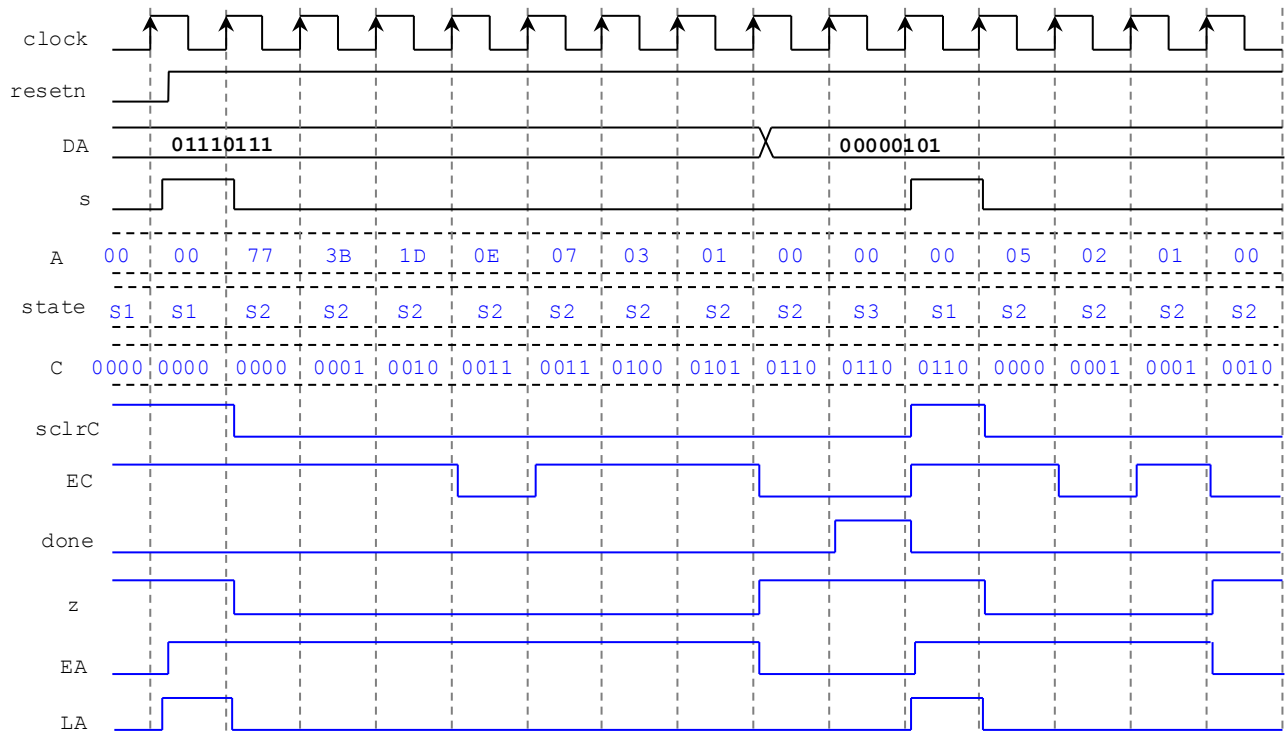 clock
resetn
DA 01110111 00000101
s
A 00 00 77 3B 1D 0E 07 03 01 00 00 00 05 02 01 00
state S1 S1 S2 S2 S2 S2 S2 S2 S2 S2 S3 S1 S2 S2 S2 S2
C 0000 0000 0000 0001 0010 0011 0011 0100 0101 0110 0110 0110 0000 0001 0001 0010
sclrC
EC
done
z
EA
LA